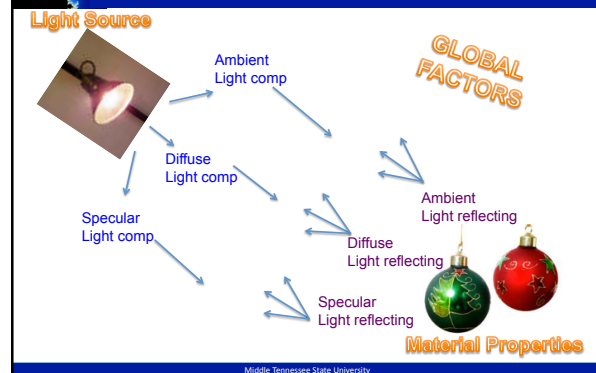 Light Source
GLOBAL
FACTORS
Ambient
Light comp
Diffuse
Light comp
Specular
Light comp
Ambient
Light reflecting
Diffuse
Light reflecting
Specular
Light reflecting
Material Properties
Middle Tennessee State University